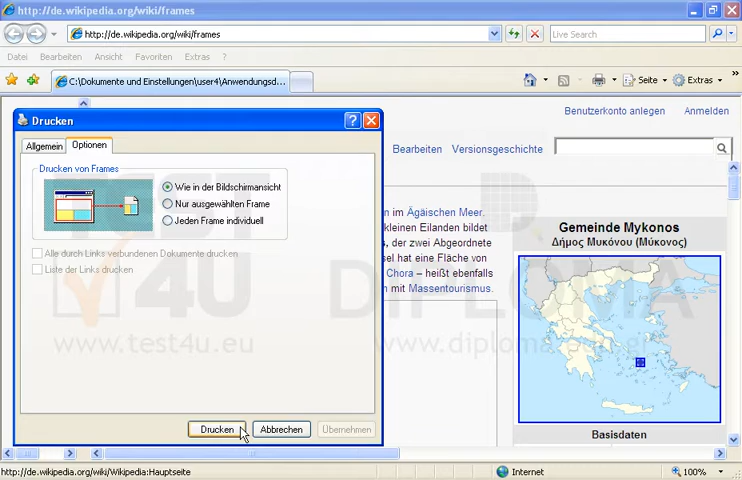 http://de.wikipedia.org/wiki/frames
http://de.wikipedia.org/wiki/frames
Live Search
Datei Bearbeiten Ansicht Favoriten Extras ?
C:\Dokumente und Einstellungen\user4\Anwendungsd...
Seite Extras
Benutzerkonto anlegen Anmelden
Drucken
Allgemein Optionen
Bearbeiten Versionsgeschichte
Drucken von Frames
Wie in der Bildschirmansicht
Nur ausgewählten Frame
Jeden Frame individuell
Alle durch Links verbundenen Dokumente drucken
Liste der Links drucken
n im Ägäischen Meer.
kleinen Eilanden bildet
s, der zwei Abgeordnete
sel hat eine Fläche von
Chora – heißt ebenfalls
n mit Massentourismus.
Gemeinde Mykonos
Δήμος Μυκόνου (Μύκονος)
TEST
4U
www.test4u.eu
D
DIPLOMA
www.diploma
Drucken Abbrechen Übernehmen
Basisdaten
http://de.wikipedia.org/wiki/Wikipedia:Hauptseite
Internet
100%